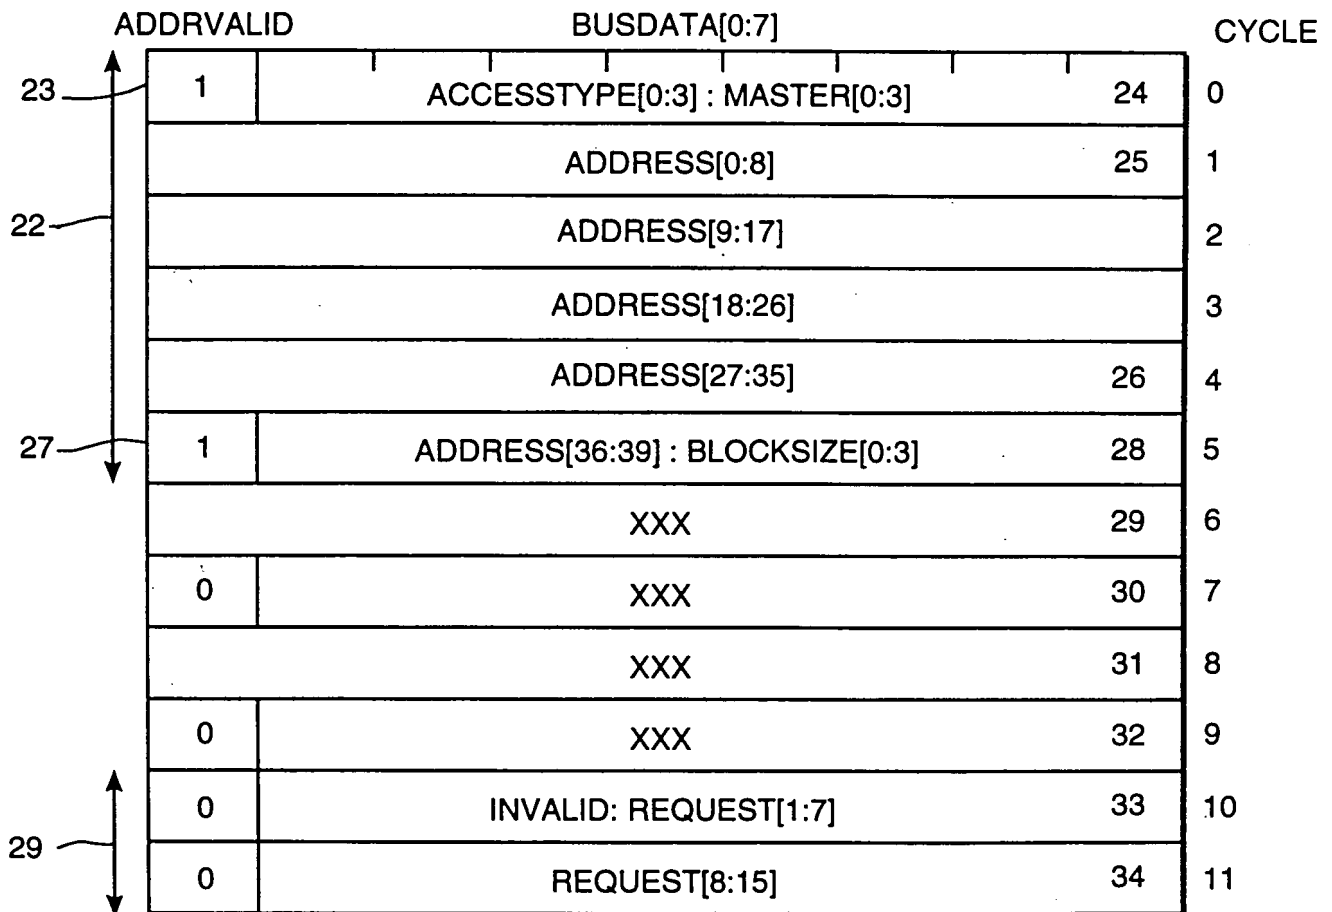 ADDRVALID BUSDATA[0:7] CYCLE
23 1 ACCESSTYPE[0:3] : MASTER[0:3] 24 0
ADDRESS[0:8] 25 1
22 ADDRESS[9:17] 2
ADDRESS[18:26] 3
ADDRESS[27:35] 26 4
27 1 ADDRESS[36:39] : BLOCKSIZE[0:3] 28 5
XXX 29 6
0 XXX 30 7
XXX 31 8
0 XXX 32 9
0 INVALID: REQUEST[1:7] 33 10
29 0 REQUEST[8:15] 34 11